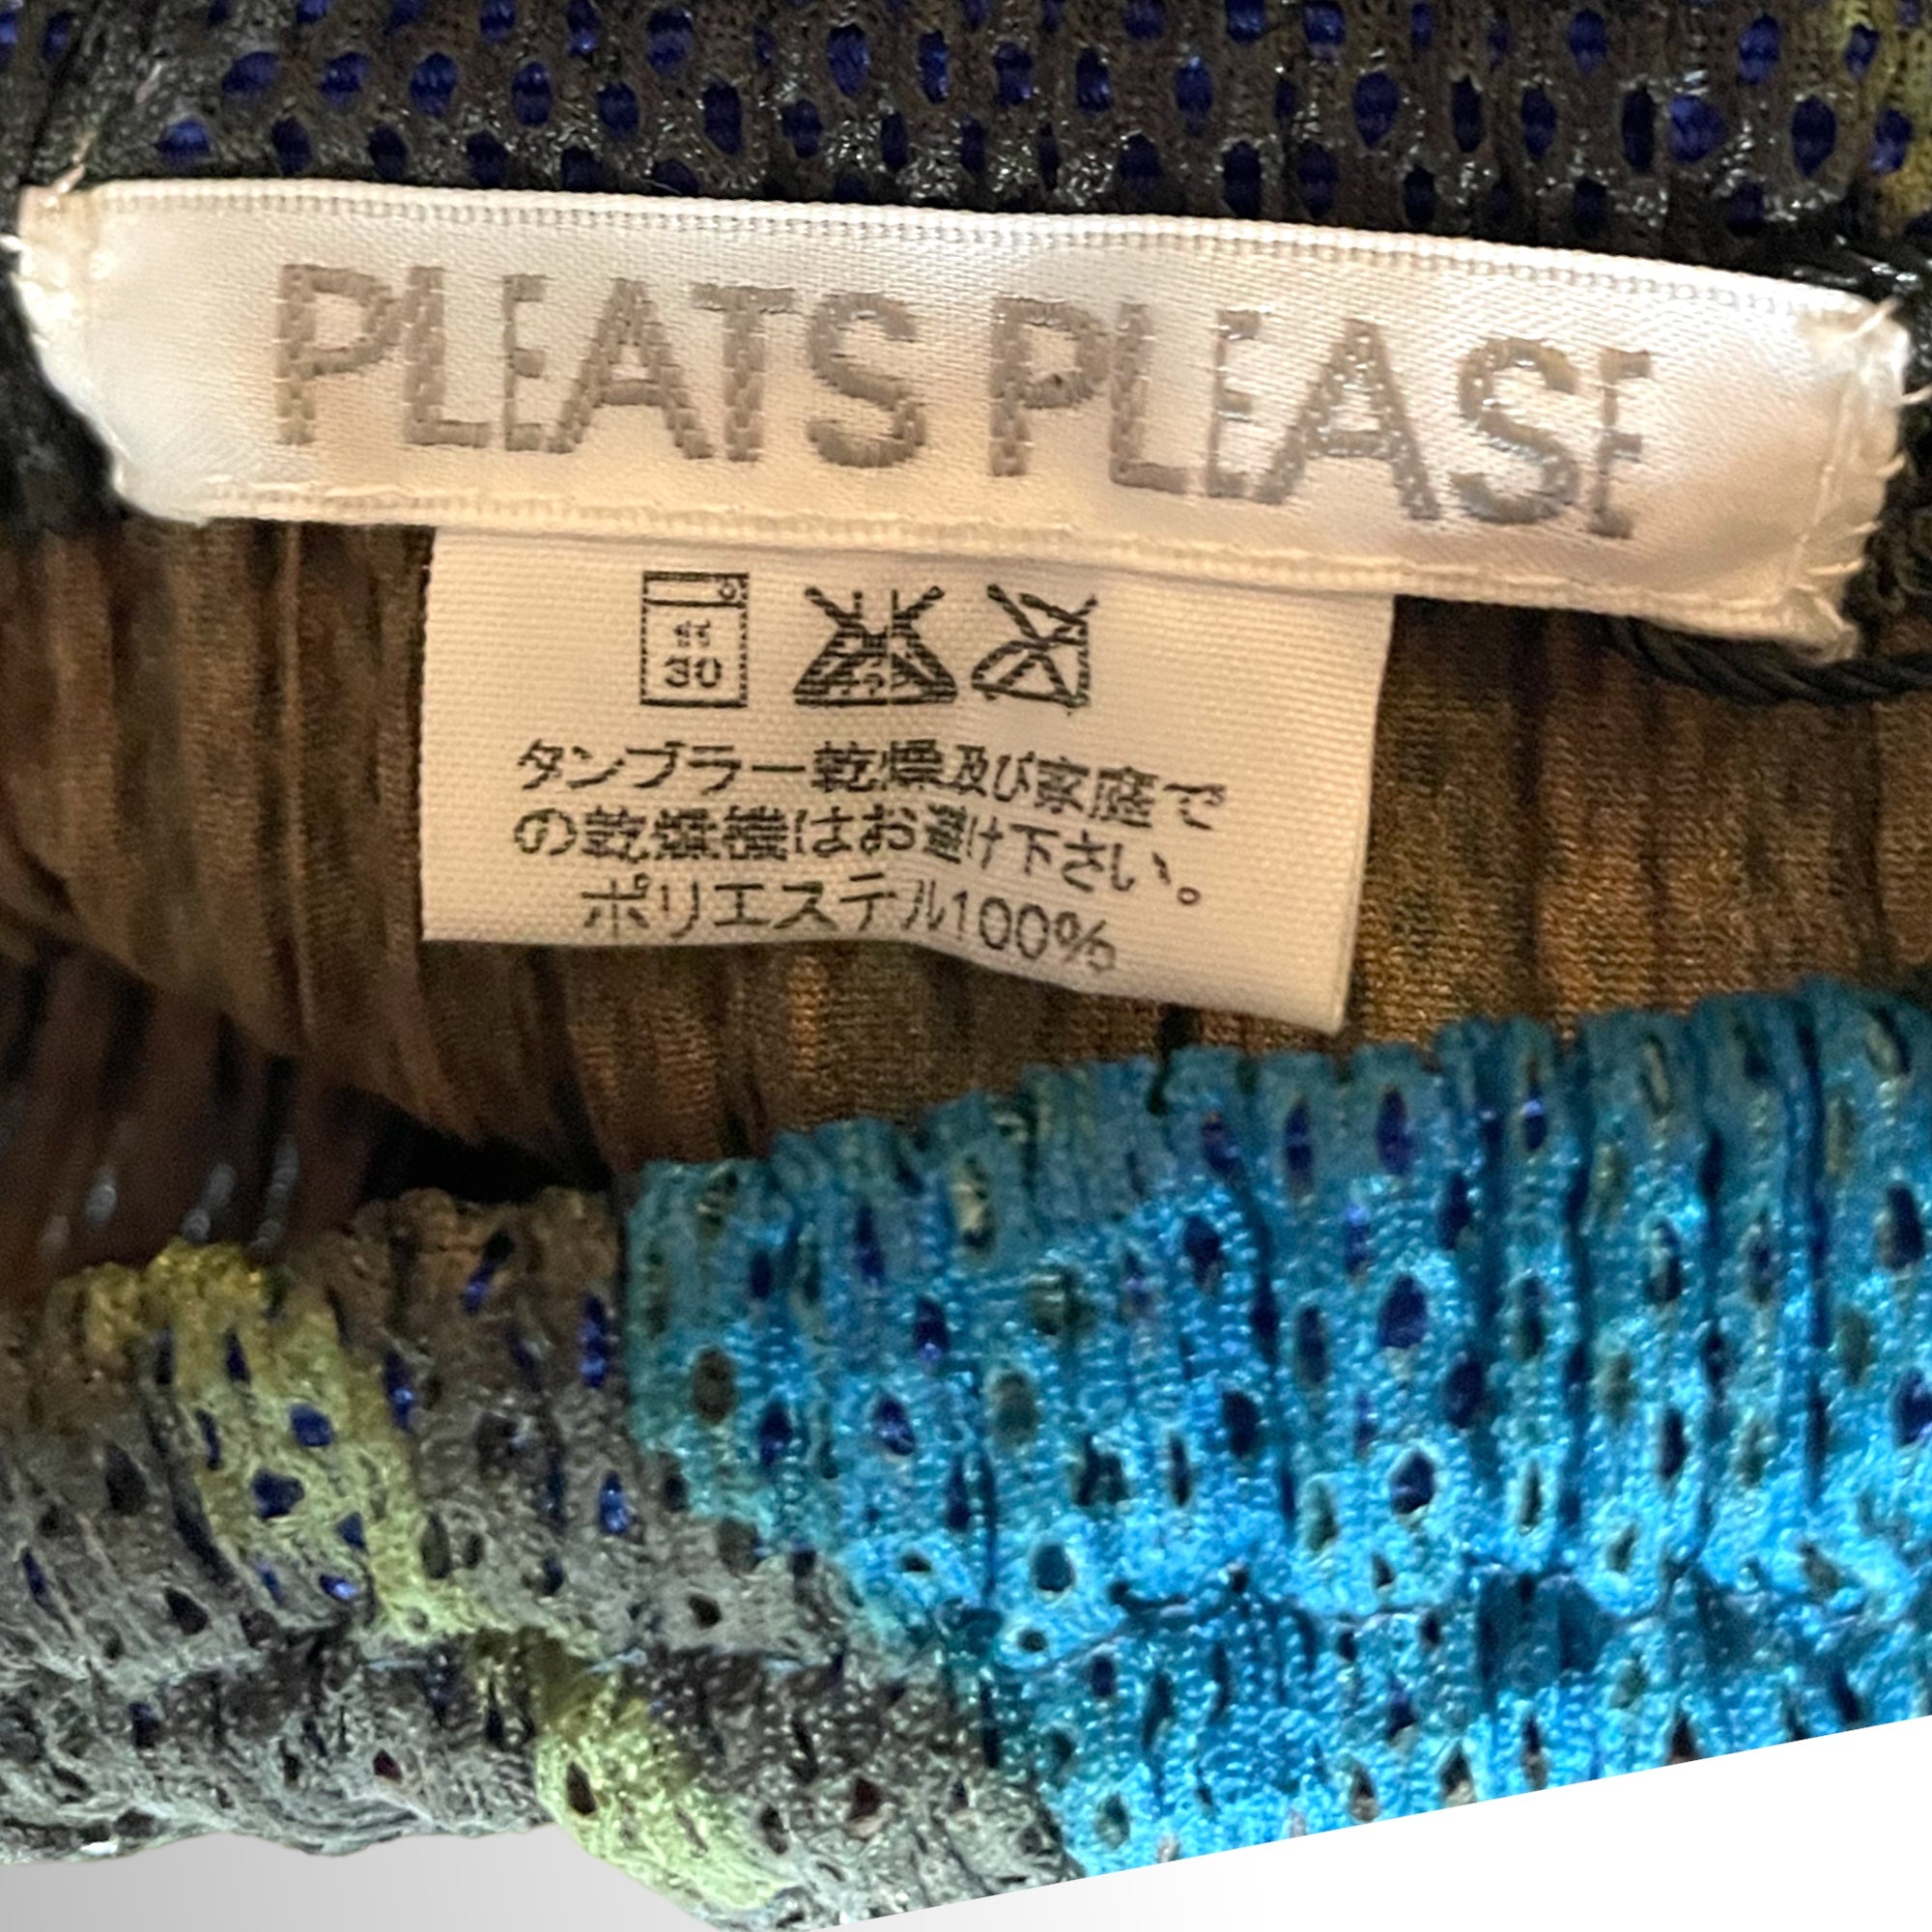 PLEATS PLEASE
弱
30
タンブラー乾燥及び家庭で
の乾燥機はお避け下さい。
ポリエステル100%